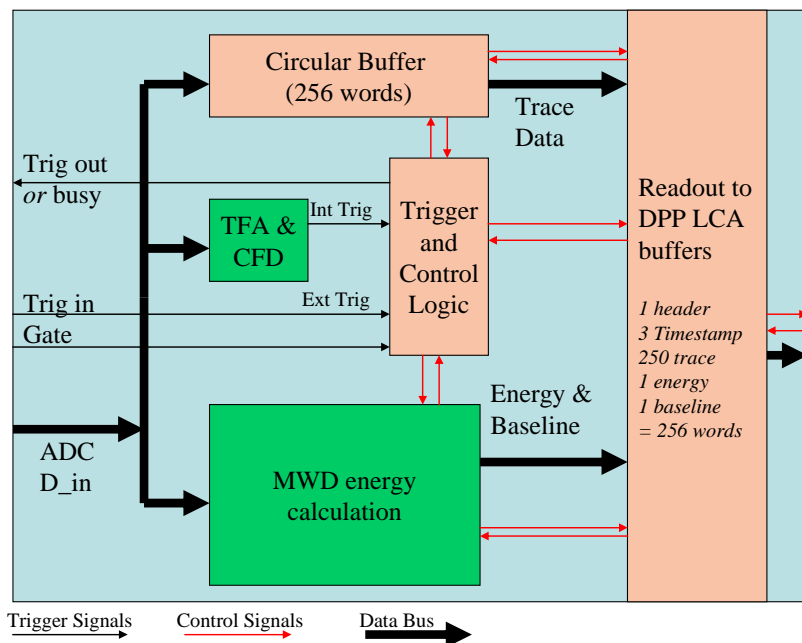 Circular Buffer
(256 words)
Trace
Data
Trig out
or busy
Int Trig
TFA &
CFD
Trigger
and
Control
Logic
Ext Trig
Trig in
Gate
Readout to
DPP LCA
buffers
1 header
3 Timestamp
250 trace
1 energy
1 baseline
= 256 words
Energy &
Baseline
ADC
D_in
MWD energy
calculation
Trigger Signals
Control Signals
Data Bus